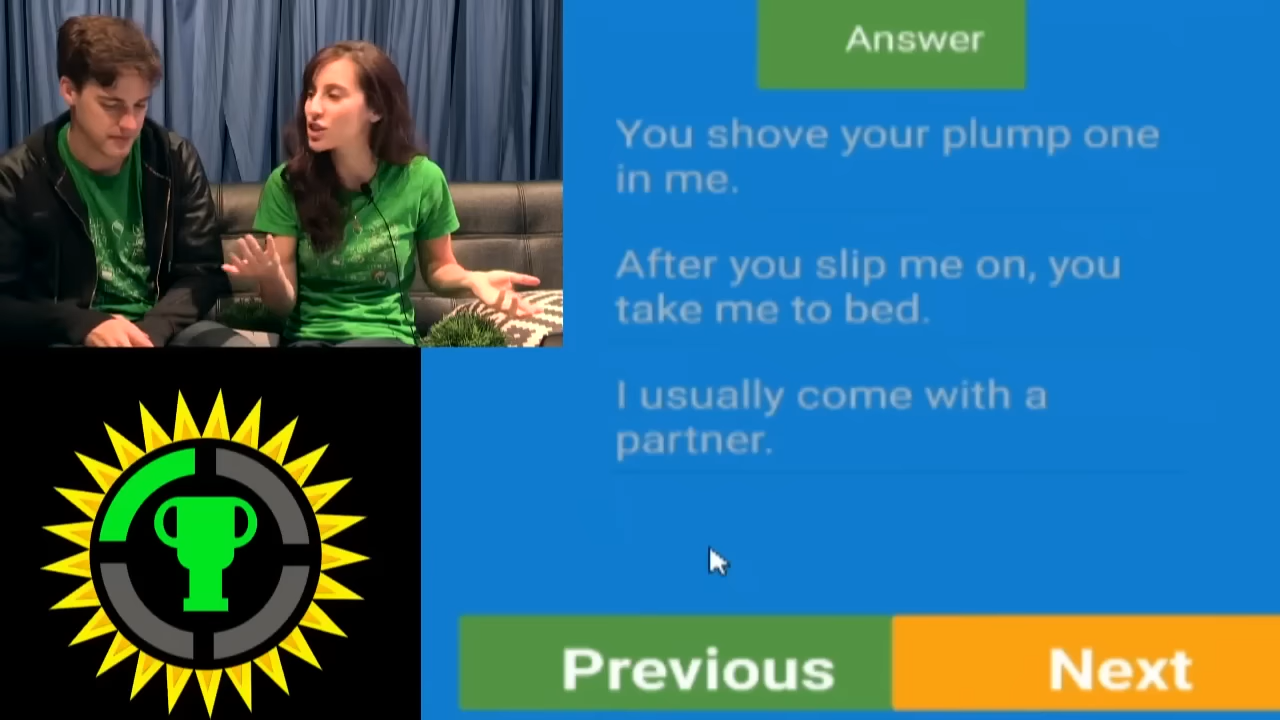 Answer
You shove your plump one
in me.
After you slip me on, you
take me to bed.
I usually come with a
partner.
Previous
Next